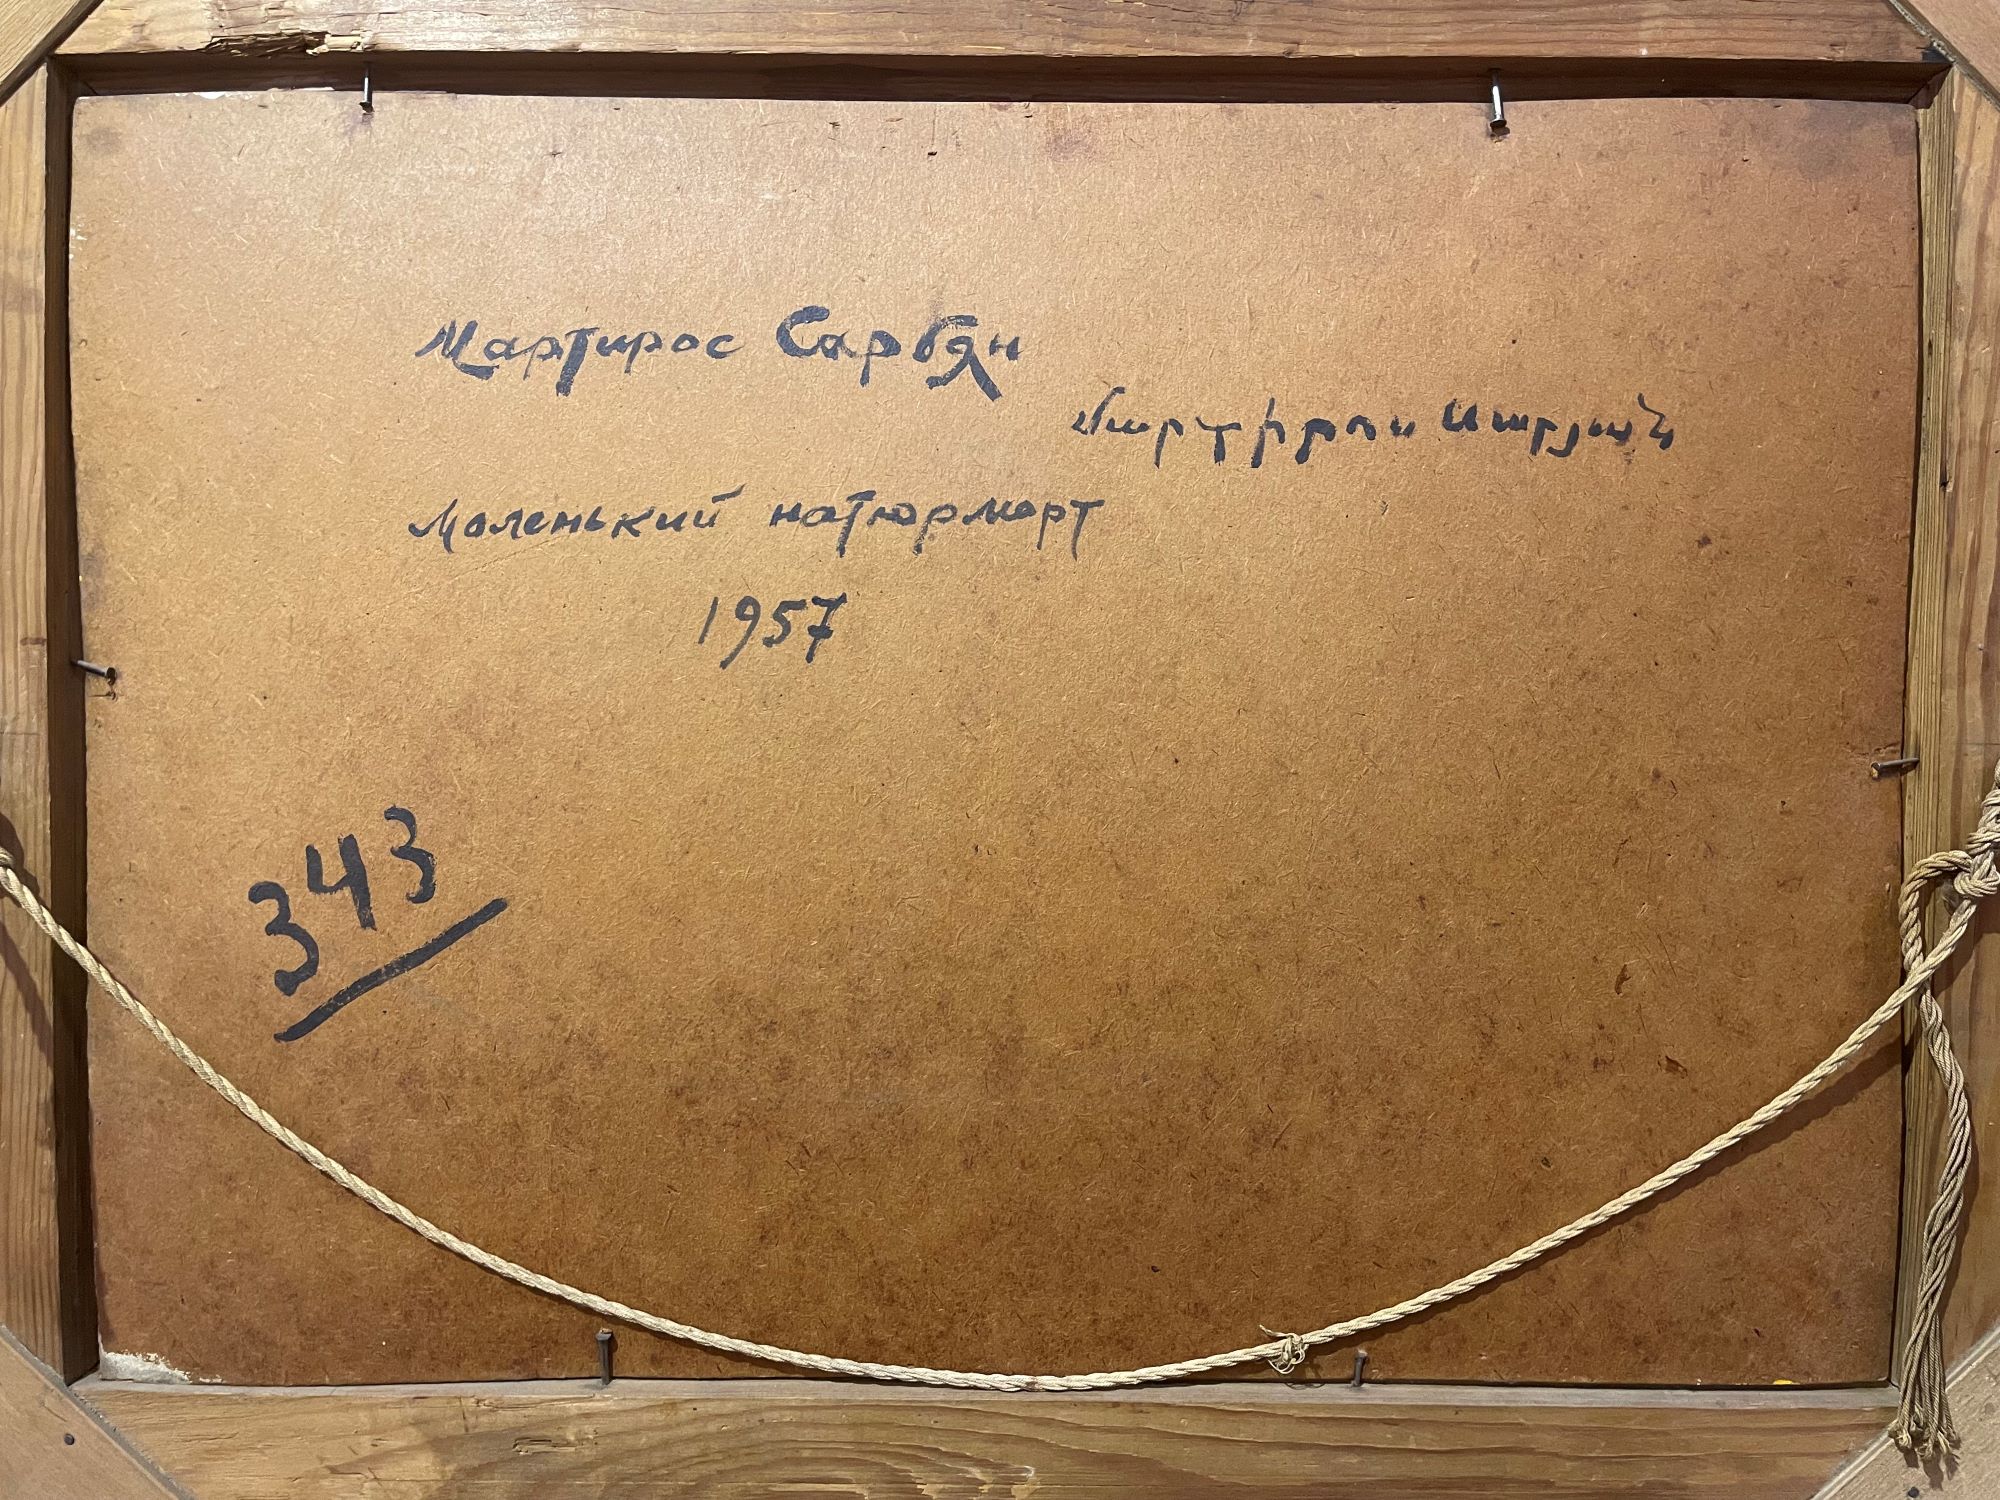 Мартирос Сарьян
Մարտիրոս Սարյան
Маленький натюрморт
1957
343